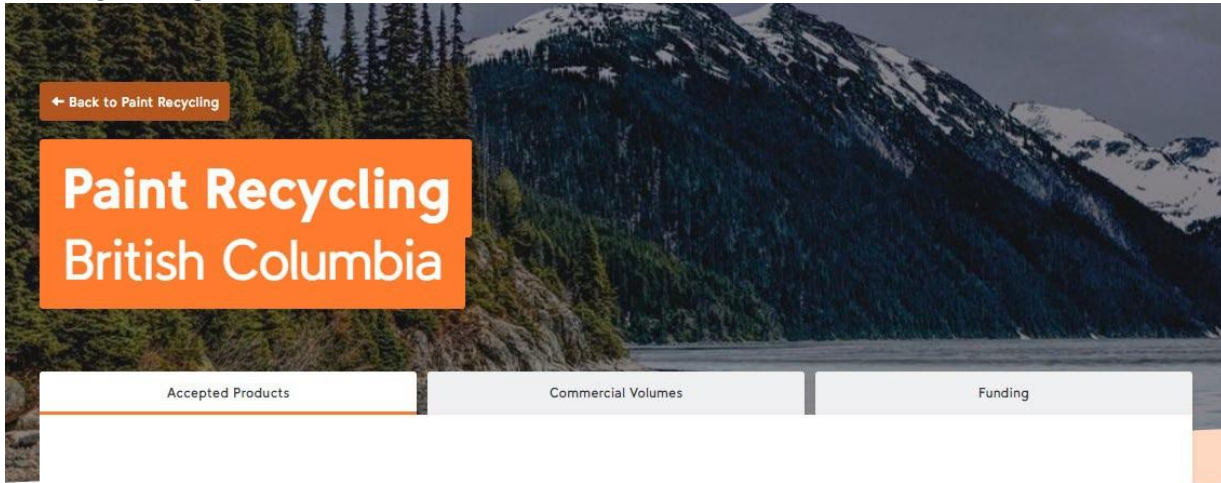 ← Back to Paint Recycling
Paint Recycling
British Columbia
Accepted Products
Commercial Volumes
Funding